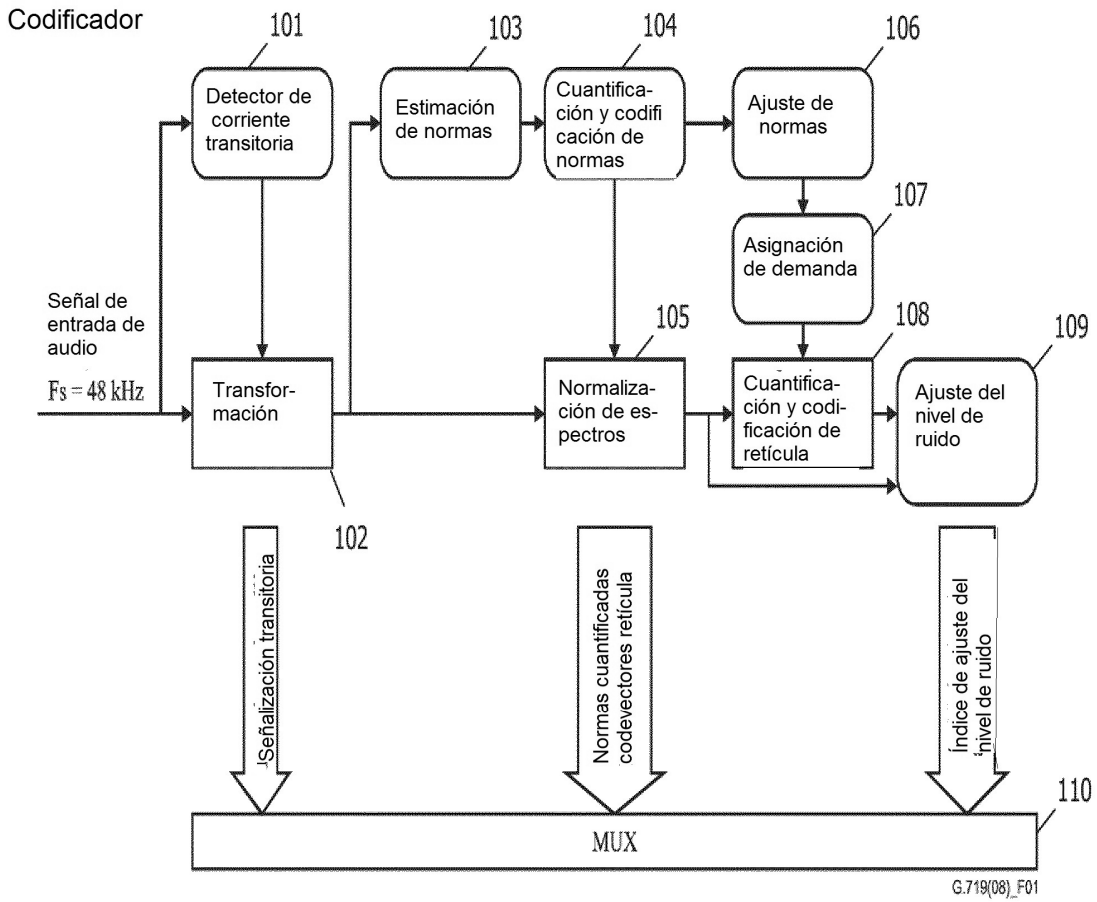 Codificador
101
103
104
106
Detector de
corriente
transitoria
Estimación
de normas
Cuantifica-
ción y codifi
cación de
normas
Ajuste de
normas
107
Asignación
de demanda
Señal de
entrada de
audio
Fs = 48 kHz
105
108
109
Transfor-
mación
Normaliza-
ción de es-
pectros
Cuantifica-
ción y codi-
ficación de
retícula
Ajuste del
nivel de
ruido
102
Señalización transitoria
Normas cuantificadas
codevectores retícula
Índice de ajuste del
nivel de ruido
110
MUX
G.719(08)_F01